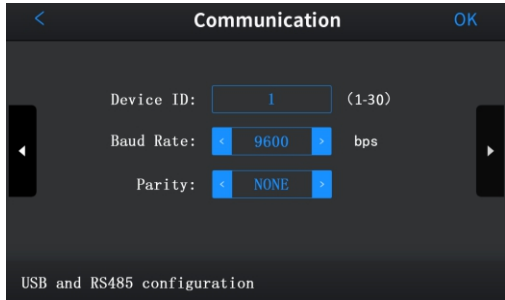 < Communication OK
Device ID: 1 (1-30)
Baud Rate: < 9600 > bps
Parity: < NONE >
USB and RS485 configuration